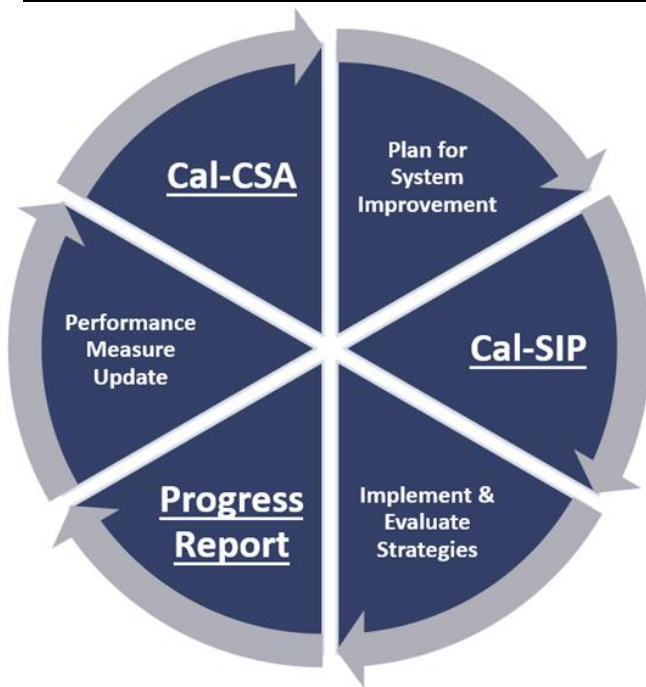 Cal-CSA
Plan for
System
Improvement
Cal-SIP
Implement &
Evaluate
Strategies
Progress
Report
Performance
Measure
Update